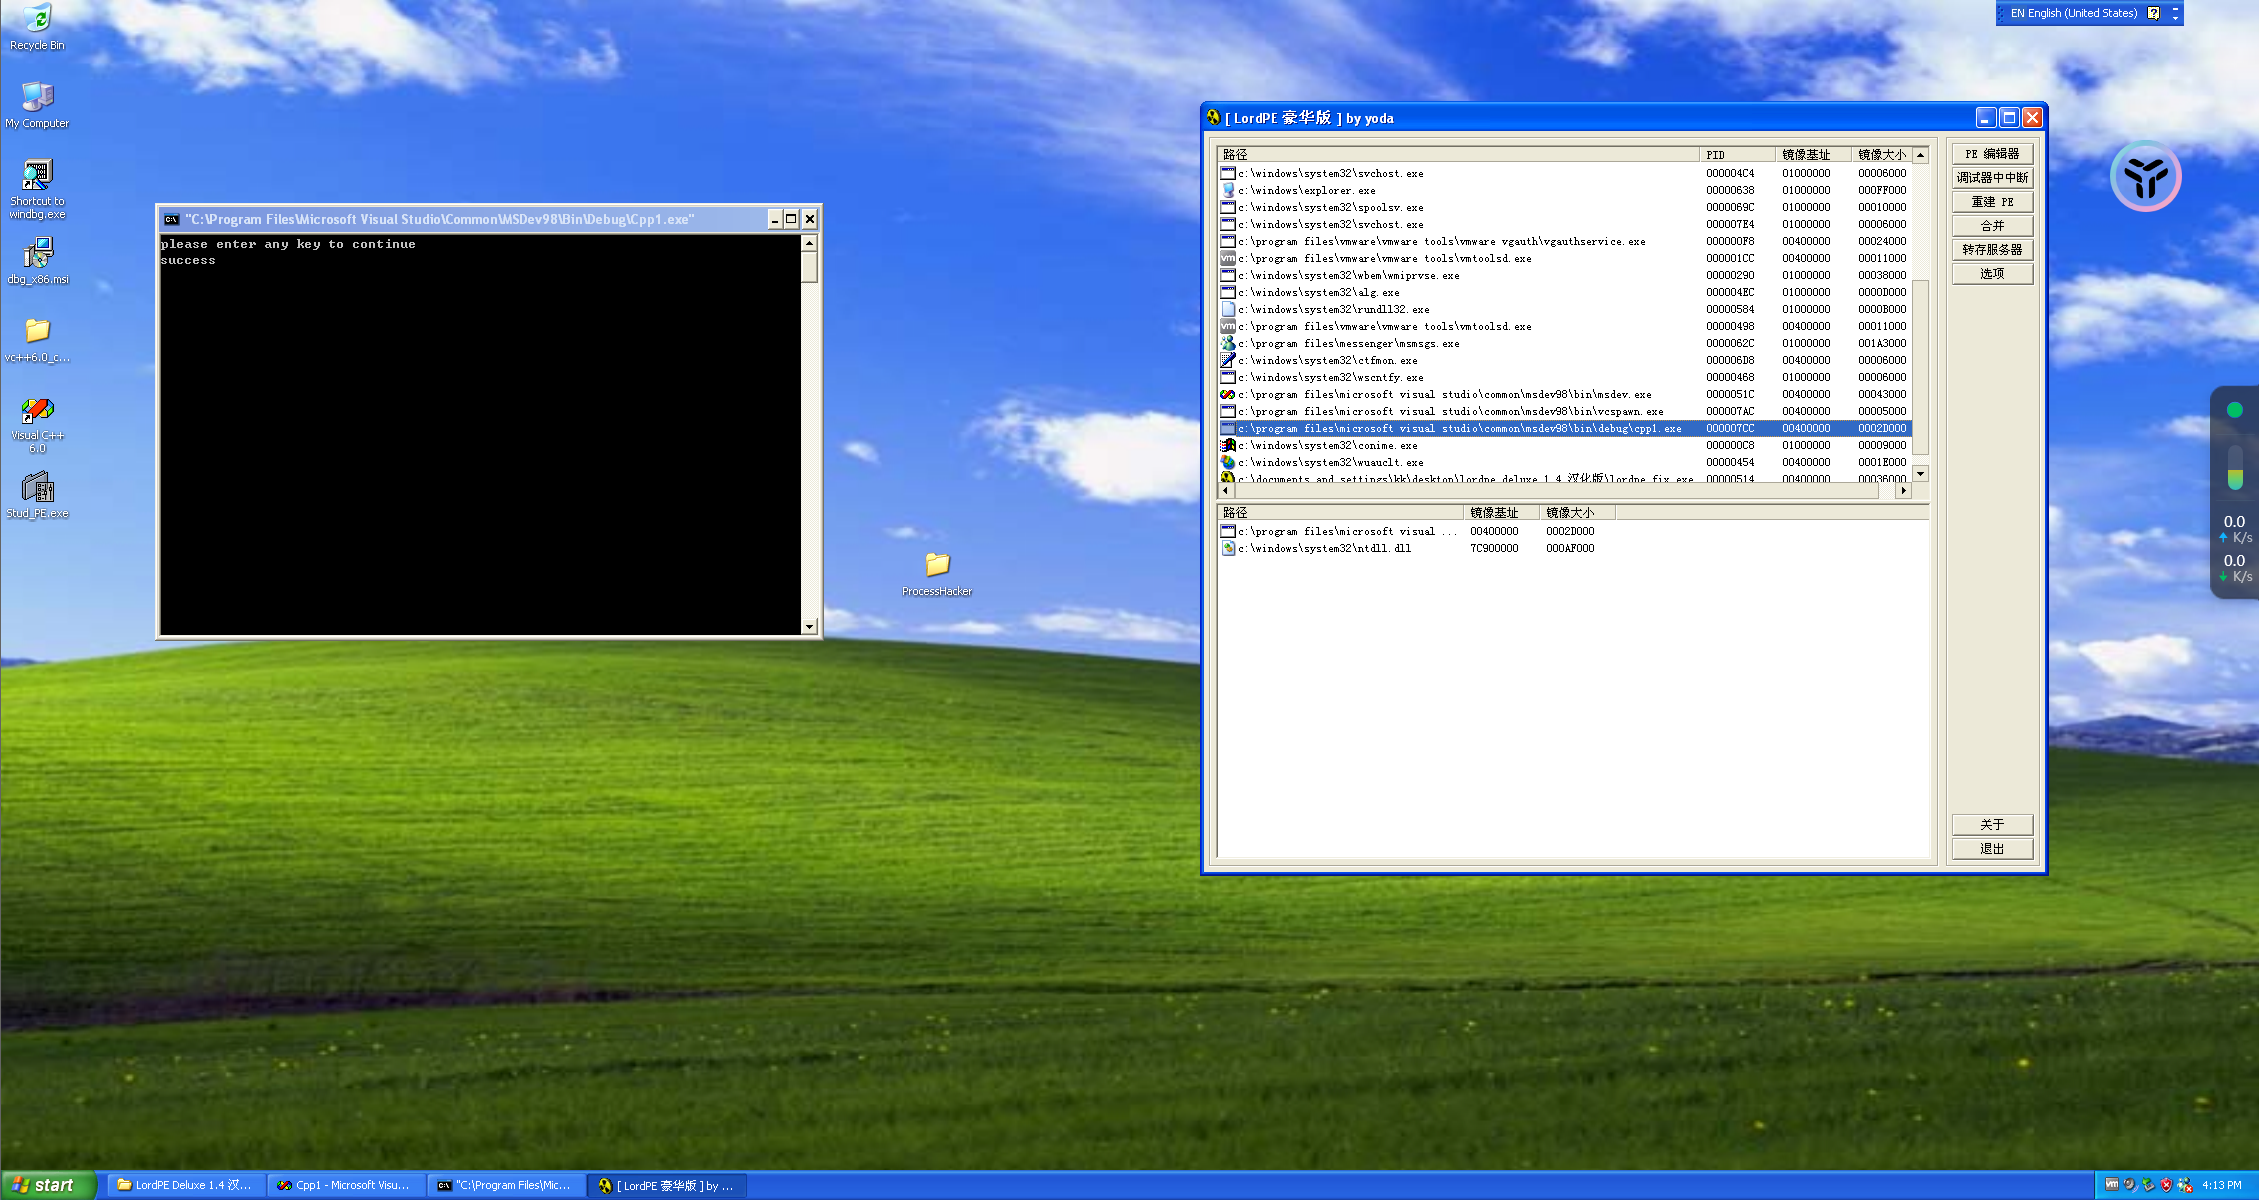 Recycle Bin
My Computer
Shortcut to
windbg.exe
dbg_x86.msi
vc++6.0_c...
Visual C++
6.0
Stud_PE.exe
"C:\Program Files\Microsoft Visual Studio\Common\MSDev98\Bin\Debug\Cpp1.exe"
please enter any key to continue
success
ProcessHacker
EN English (United States)
[ LordPE 豪华版 ] by yoda
路径 PID 镜像基址 镜像大小
c:\windows\system32\svchost.exe 000004C4 01000000 00006000
c:\windows\explorer.exe 00000638 01000000 000FF000
c:\windows\system32\spoolsv.exe 0000069C 01000000 00010000
c:\windows\system32\svchost.exe 000007E4 01000000 00006000
c:\program files\vmware\vmware tools\vmware vgauth\vgauthservice.exe 000000F8 00400000 00024000
c:\program files\vmware\vmware tools\vmtoolsd.exe 000001CC 00400000 00011000
c:\windows\system32\wbem\wmiprvse.exe 00000290 01000000 00038000
c:\windows\system32\alg.exe 000004EC 01000000 0000D000
c:\windows\system32\rundll32.exe 00000584 01000000 0000B000
c:\program files\vmware\vmware tools\vmtoolsd.exe 00000498 00400000 00011000
c:\program files\messenger\msmsgs.exe 0000062C 01000000 001A3000
c:\windows\system32\ctfmon.exe 000006D8 00400000 00006000
c:\windows\system32\wscntfy.exe 00000468 01000000 00006000
c:\program files\microsoft visual studio\common\msdev98\bin\msdev.exe 0000051C 00400000 00043000
c:\program files\microsoft visual studio\common\msdev98\bin\vcspawn.exe 000007AC 00400000 00005000
c:\program files\microsoft visual studio\common\msdev98\bin\debug\cpp1.exe 000007CC 00400000 0002D000
c:\windows\system32\conime.exe 000000C8 01000000 00009000
c:\windows\system32\wuauclt.exe 00000454 00400000 0001E000
c:\documents and settings\kk\desktop\lordpe deluxe 1.4 汉化版\lordpe_fix.exe 00000514 00400000 00036000
路径 镜像基址 镜像大小
c:\program files\microsoft visual ... 00400000 0002D000
c:\windows\system32\ntdll.dll 7C900000 000AF000
PE 编辑器
调试器中中断
重建 PE
合并
转存服务器
选项
关于
退出
0.0
K/s
0.0
K/s
start
LordPE Deluxe 1.4 汉...
Cpp1 - Microsoft Visu...
"C:\Program Files\Mic...
[ LordPE 豪华版 ] by ...
4:13 PM